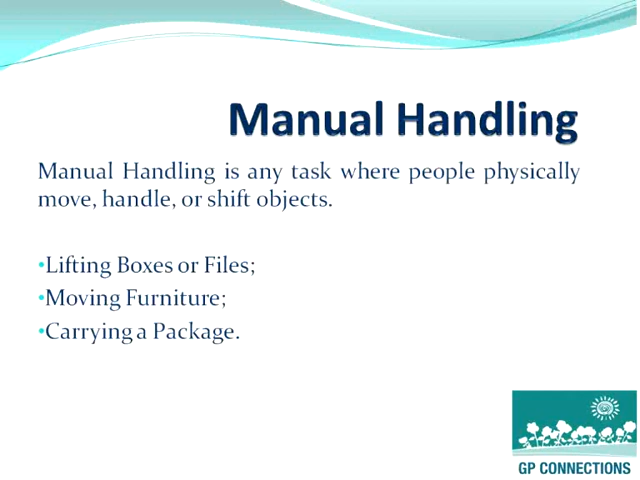 Manual Handling
Manual Handling is any task where people physically
move, handle, or shift objects.
•Lifting Boxes or Files;
•Moving Furniture;
•Carrying a Package.
GP CONNECTIONS